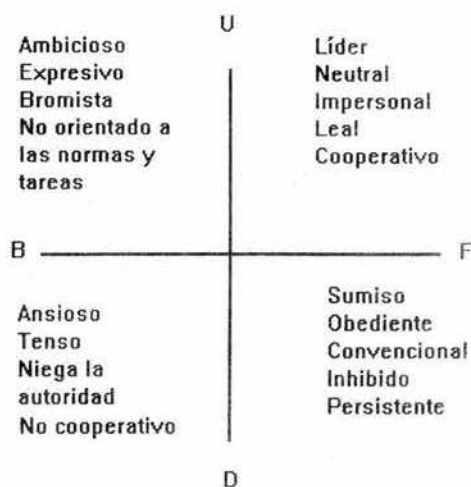 U
Ambicioso
Expresivo
Bromista
No orientado a
las normas y
tareas
Líder
Neutral
Impersonal
Leal
Cooperativo
B
F
Ansioso
Tenso
Niega la
autoridad
No cooperativo
Sumiso
Obediente
Convencional
Inhibido
Persistente
D